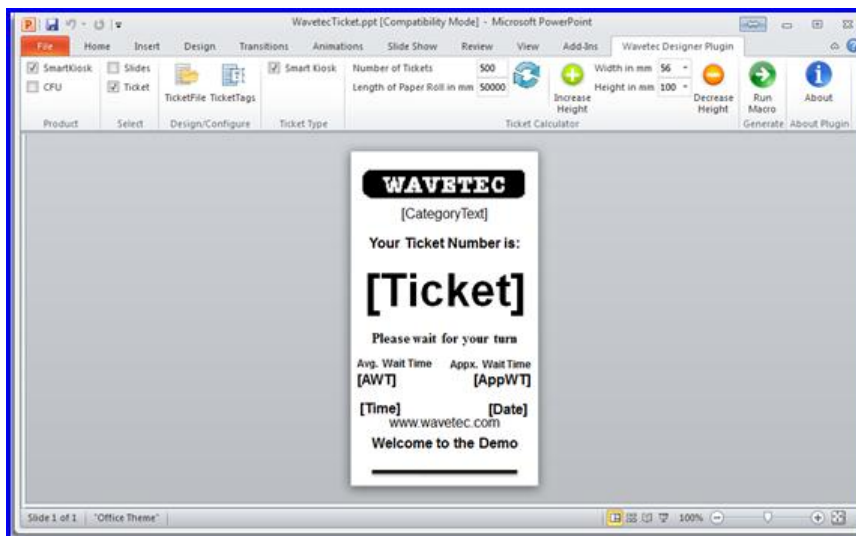 WavetecTicket.ppt [Compatibility Mode] - Microsoft PowerPoint
File Home Insert Design Transitions Animations Slide Show Review View Add-Ins Wavetec Designer Plugin
SmartKiosk Slides Smart Kiosk Number of Tickets 500 Width in mm 56
CFU Ticket Length of Paper Roll in mm 50000 Height in mm 100
TicketFile TicketTags Increase Height Decrease Height Run Macro About
Product Select Design/Configure Ticket Type Ticket Calculator Generate About Plugin
WAVETEC
[CategoryText]
Your Ticket Number is:
[Ticket]
Please wait for your turn
Avg. Wait Time Appx. Wait Time
[AWT] [AppWT]
[Time] [Date]
www.wavetec.com
Welcome to the Demo
Slide 1 of 1 "Office Theme" 100%